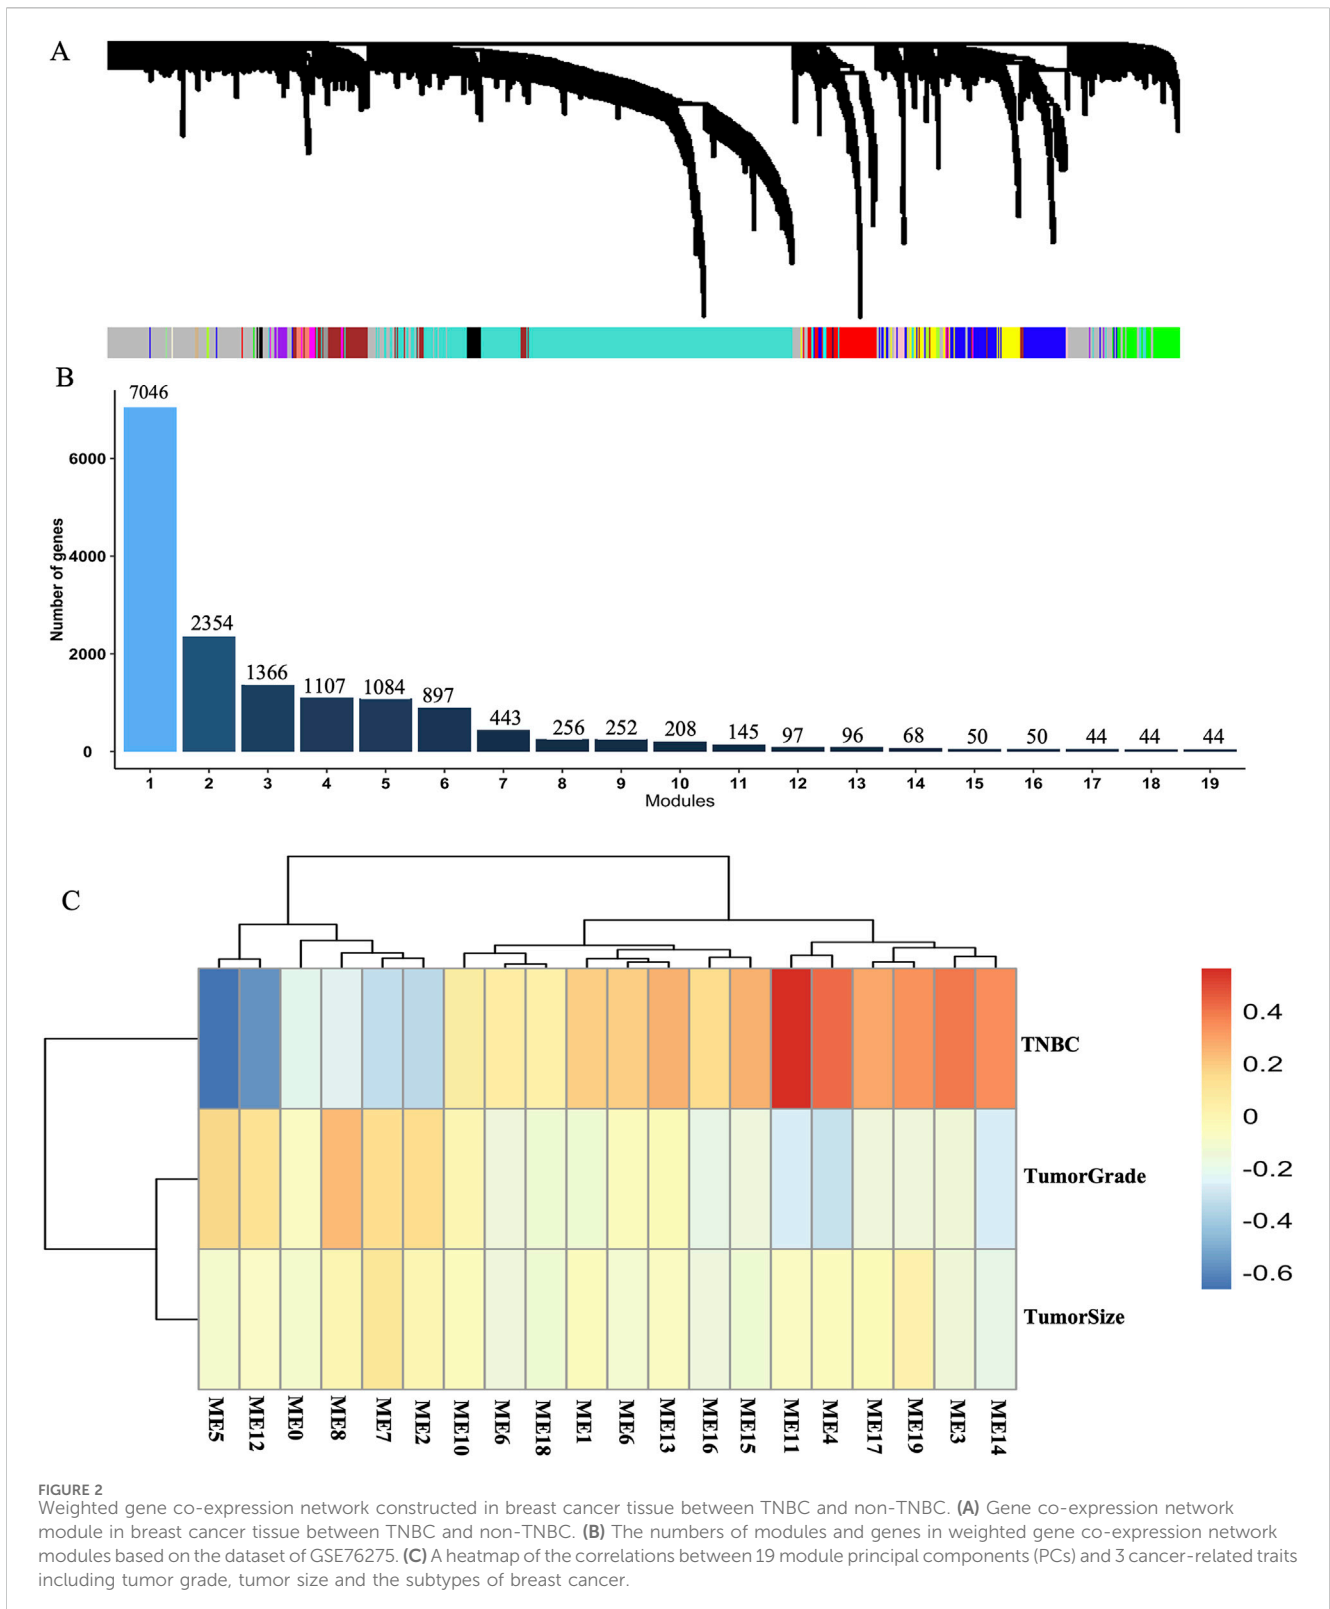 A
B
7046
2354
1366
1107
1084
897
443
256
252
208
145
97
96
68
50
50
44
44
44
6000
4000
2000
0
Number of genes
1 2 3 4 5 6 7 8 9 10 11 12 13 14 15 16 17 18 19
Modules
C
TNBC
TumorGrade
TumorSize
0.4
0.2
0
-0.2
-0.4
-0.6
ME5 ME12 ME0 ME8 ME7 ME2 ME10 ME6 ME18 ME1 ME6 ME13 ME16 ME15 ME11 ME4 ME17 ME19 ME3 ME14
FIGURE 2
Weighted gene co-expression network constructed in breast cancer tissue between TNBC and non-TNBC. (A) Gene co-expression network
module in breast cancer tissue between TNBC and non-TNBC. (B) The numbers of modules and genes in weighted gene co-expression network
modules based on the dataset of GSE76275. (C) A heatmap of the correlations between 19 module principal components (PCs) and 3 cancer-related traits
including tumor grade, tumor size and the subtypes of breast cancer.